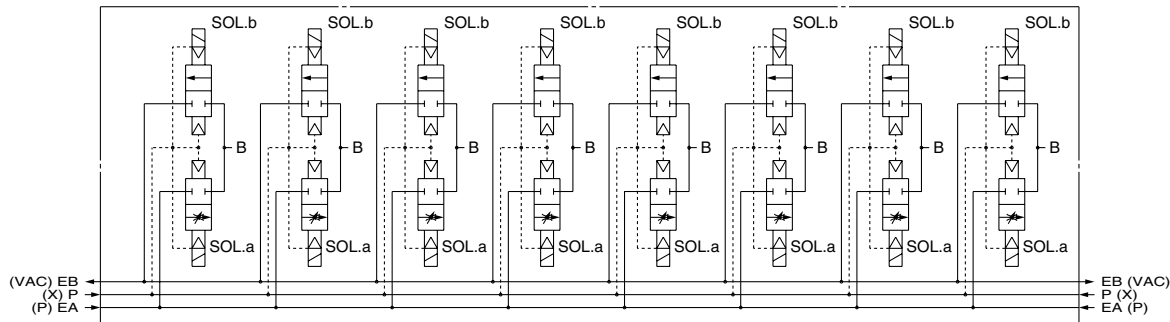 SOL.b SOL.b SOL.b SOL.b SOL.b SOL.b SOL.b SOL.b
B B B B B B B B
SOL.a SOL.a SOL.a SOL.a SOL.a SOL.a SOL.a SOL.a
(VAC) EB EB (VAC)
(X) P P (X)
(P) EA EA (P)